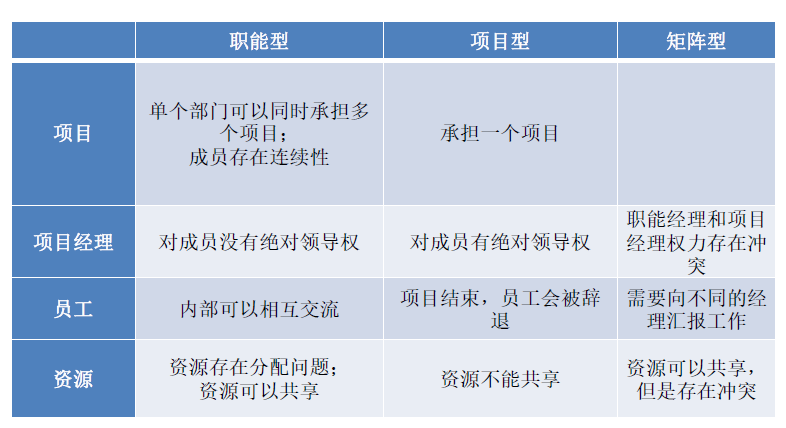 职能型 项目型 矩阵型
项目
单个部门可以同时承担多
个项目；
成员存在连续性
承担一个项目
项目经理
对成员没有绝对领导权
对成员有绝对领导权
职能经理和项目
经理权力存在冲
突
员工
内部可以相互交流
项目结束，员工会被辞
退
需要向不同的经
理汇报工作
资源
资源存在分配问题；
资源可以共享
资源不能共享
资源可以共享，
但是存在冲突